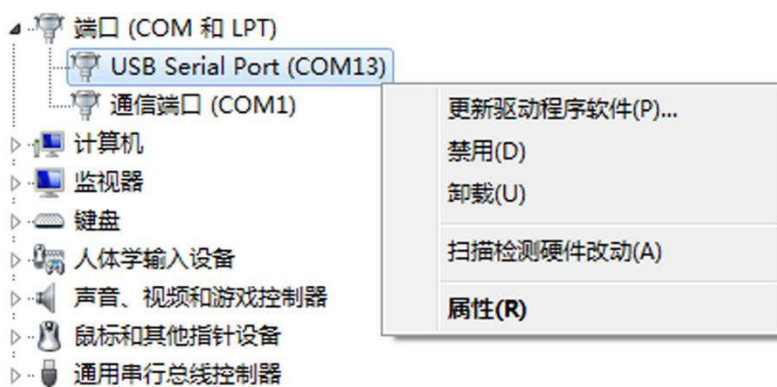 端口 (COM 和 LPT)
USB Serial Port (COM13)
通信端口 (COM1)
计算机
监视器
键盘
人体学输入设备
声音、视频和游戏控制器
鼠标和其他指针设备
通用串行总线控制器
更新驱动程序软件(P)...
禁用(D)
卸载(U)
扫描检测硬件改动(A)
属性(R)